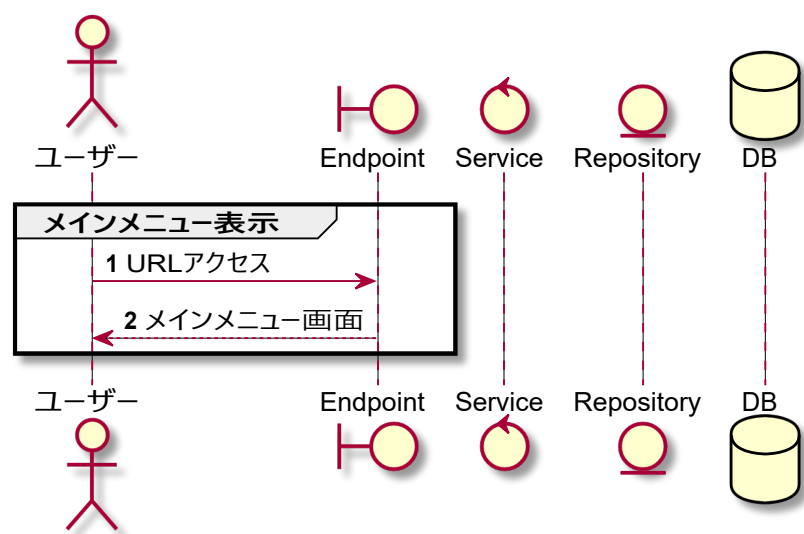 ユーザー Endpoint Service Repository DB
メインメニュー表示
1 URLアクセス
2 メインメニュー画面
ユーザー Endpoint Service Repository DB